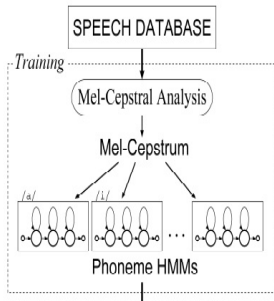 SPEECH DATABASE
Training
Mel-Cepstral Analysis
Mel-Cepstrum
/a/ /i/
...
Phoneme HMMs